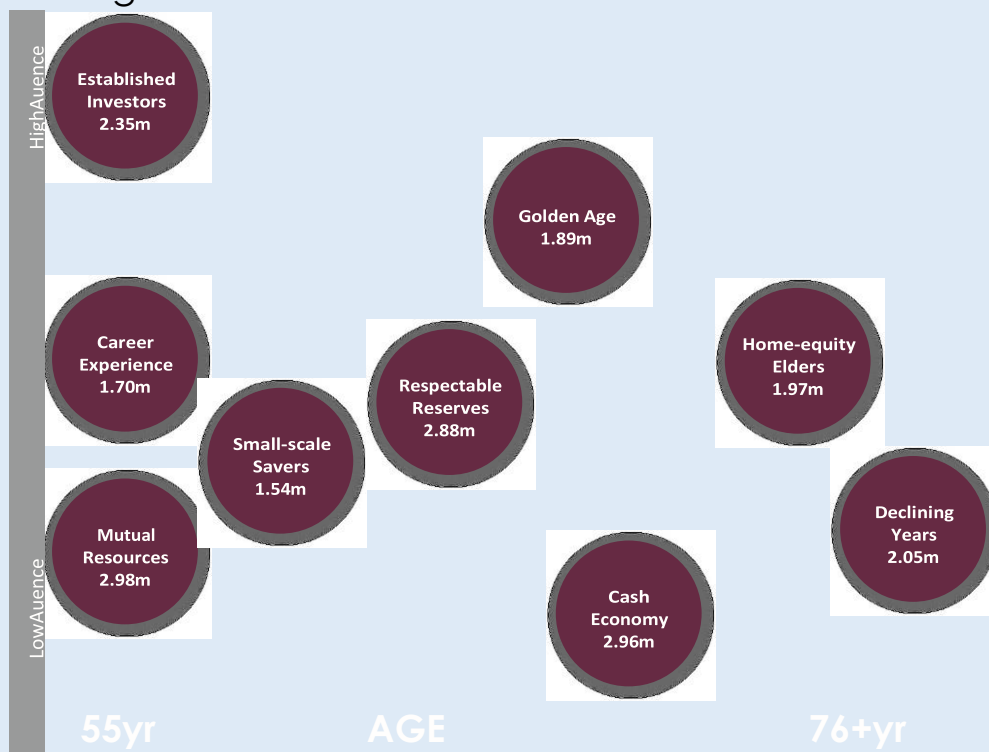 HighAuence
Established
Investors
2.35m
Golden Age
1.89m
Career
Experience
1.70m
Home-equity
Elders
1.97m
Respectable
Reserves
2.88m
Small-scale
Savers
1.54m
Mutual
Resources
2.98m
Declining
Years
2.05m
LowAuence
Cash
Economy
2.96m
55yr AGE 76+yr